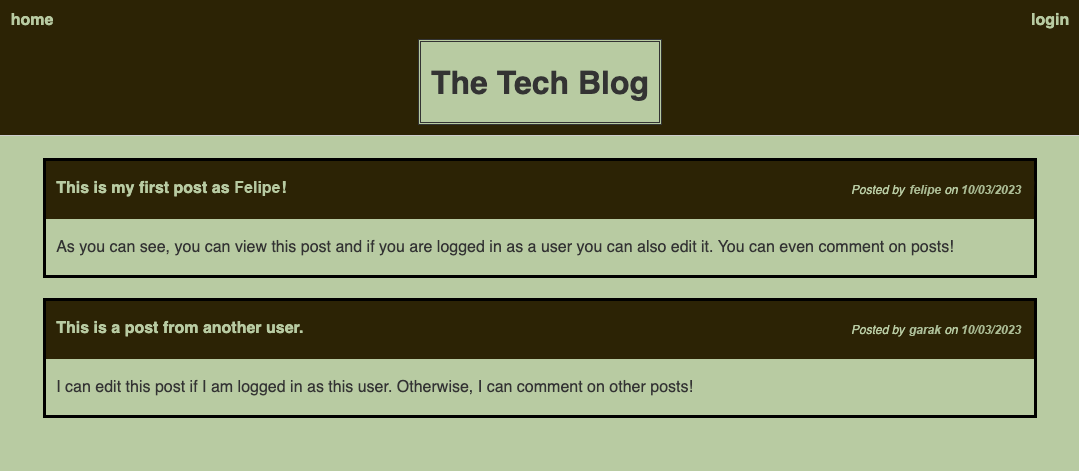 home
login
The Tech Blog
This is my first post as Felipe!
Posted by felipe on 10/03/2023
As you can see, you can view this post and if you are logged in as a user you can also edit it. You can even comment on posts!
This is a post from another user.
Posted by garak on 10/03/2023
I can edit this post if I am logged in as this user. Otherwise, I can comment on other posts!